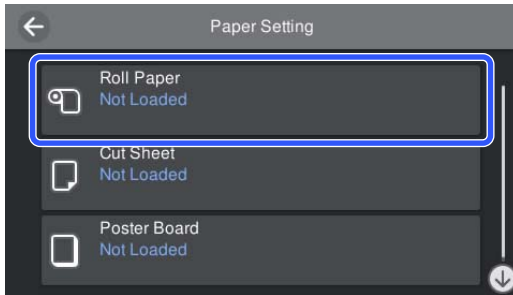 Paper Setting
Roll Paper
Not Loaded
Cut Sheet
Not Loaded
Poster Board
Not Loaded